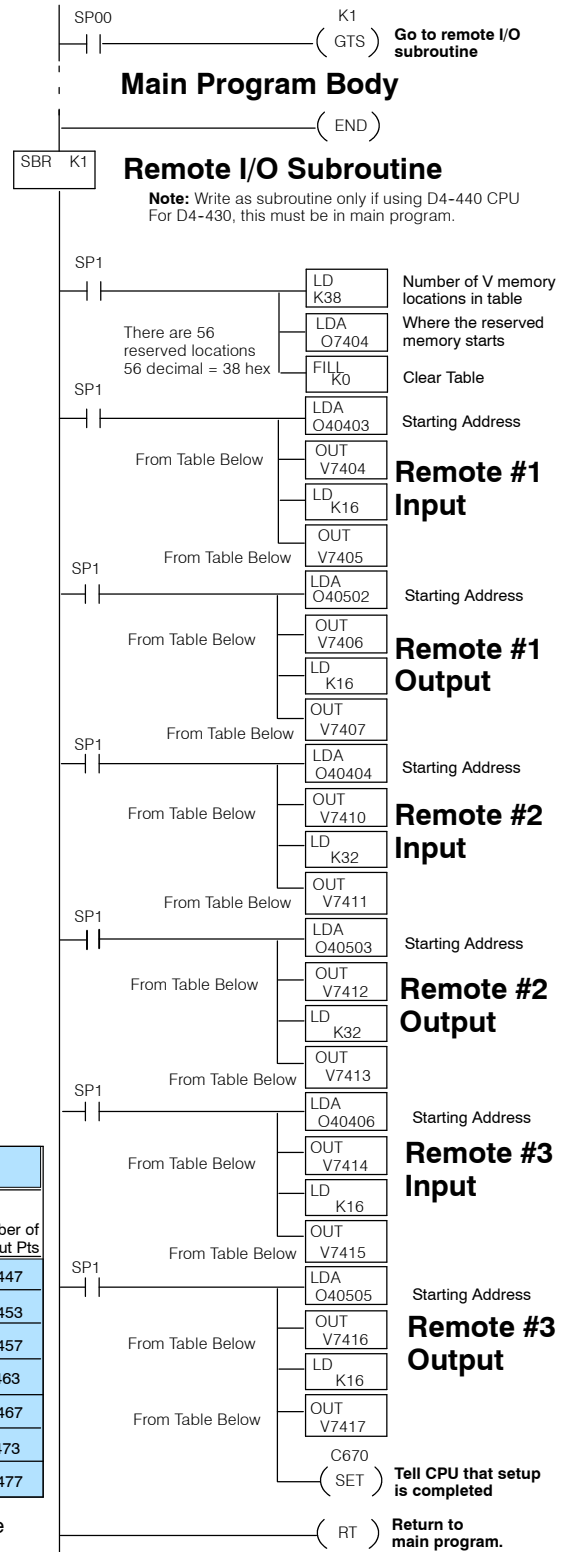 SP00
K1
GTS
Go to remote I/O
subroutine
Main Program Body
END
SBR K1
Remote I/O Subroutine
Note: Write as subroutine only if using D4-440 CPU
For D4-430, this must be in main program.
SP1
LD
K38
Number of V memory
locations in table
LDA
O7404
Where the reserved
memory starts
There are 56
reserved locations
56 decimal = 38 hex
FILL
K0
Clear Table
SP1
LDA
O40403
Starting Address
From Table Below
OUT
V7404
Remote #1
Input
LD
K16
From Table Below
OUT
V7405
SP1
LDA
O40502
Starting Address
From Table Below
OUT
V7406
Remote #1
Output
LD
K16
From Table Below
OUT
V7407
SP1
LDA
O40404
Starting Address
From Table Below
OUT
V7410
Remote #2
Input
LD
K32
From Table Below
OUT
V7411
SP1
LDA
O40503
Starting Address
From Table Below
OUT
V7412
Remote #2
Output
LD
K32
From Table Below
OUT
V7413
SP1
LDA
O40406
Starting Address
From Table Below
OUT
V7414
Remote #3
Input
LD
K16
From Table Below
OUT
V7415
SP1
LDA
O40505
Starting Address
From Table Below
OUT
V7416
Remote #3
Output
LD
K16
From Table Below
OUT
V7417
C670
SET
Tell CPU that setup
is completed
RT
Return to
main program.
ber of
ut Pts
447
453
457
463
467
473
477
e